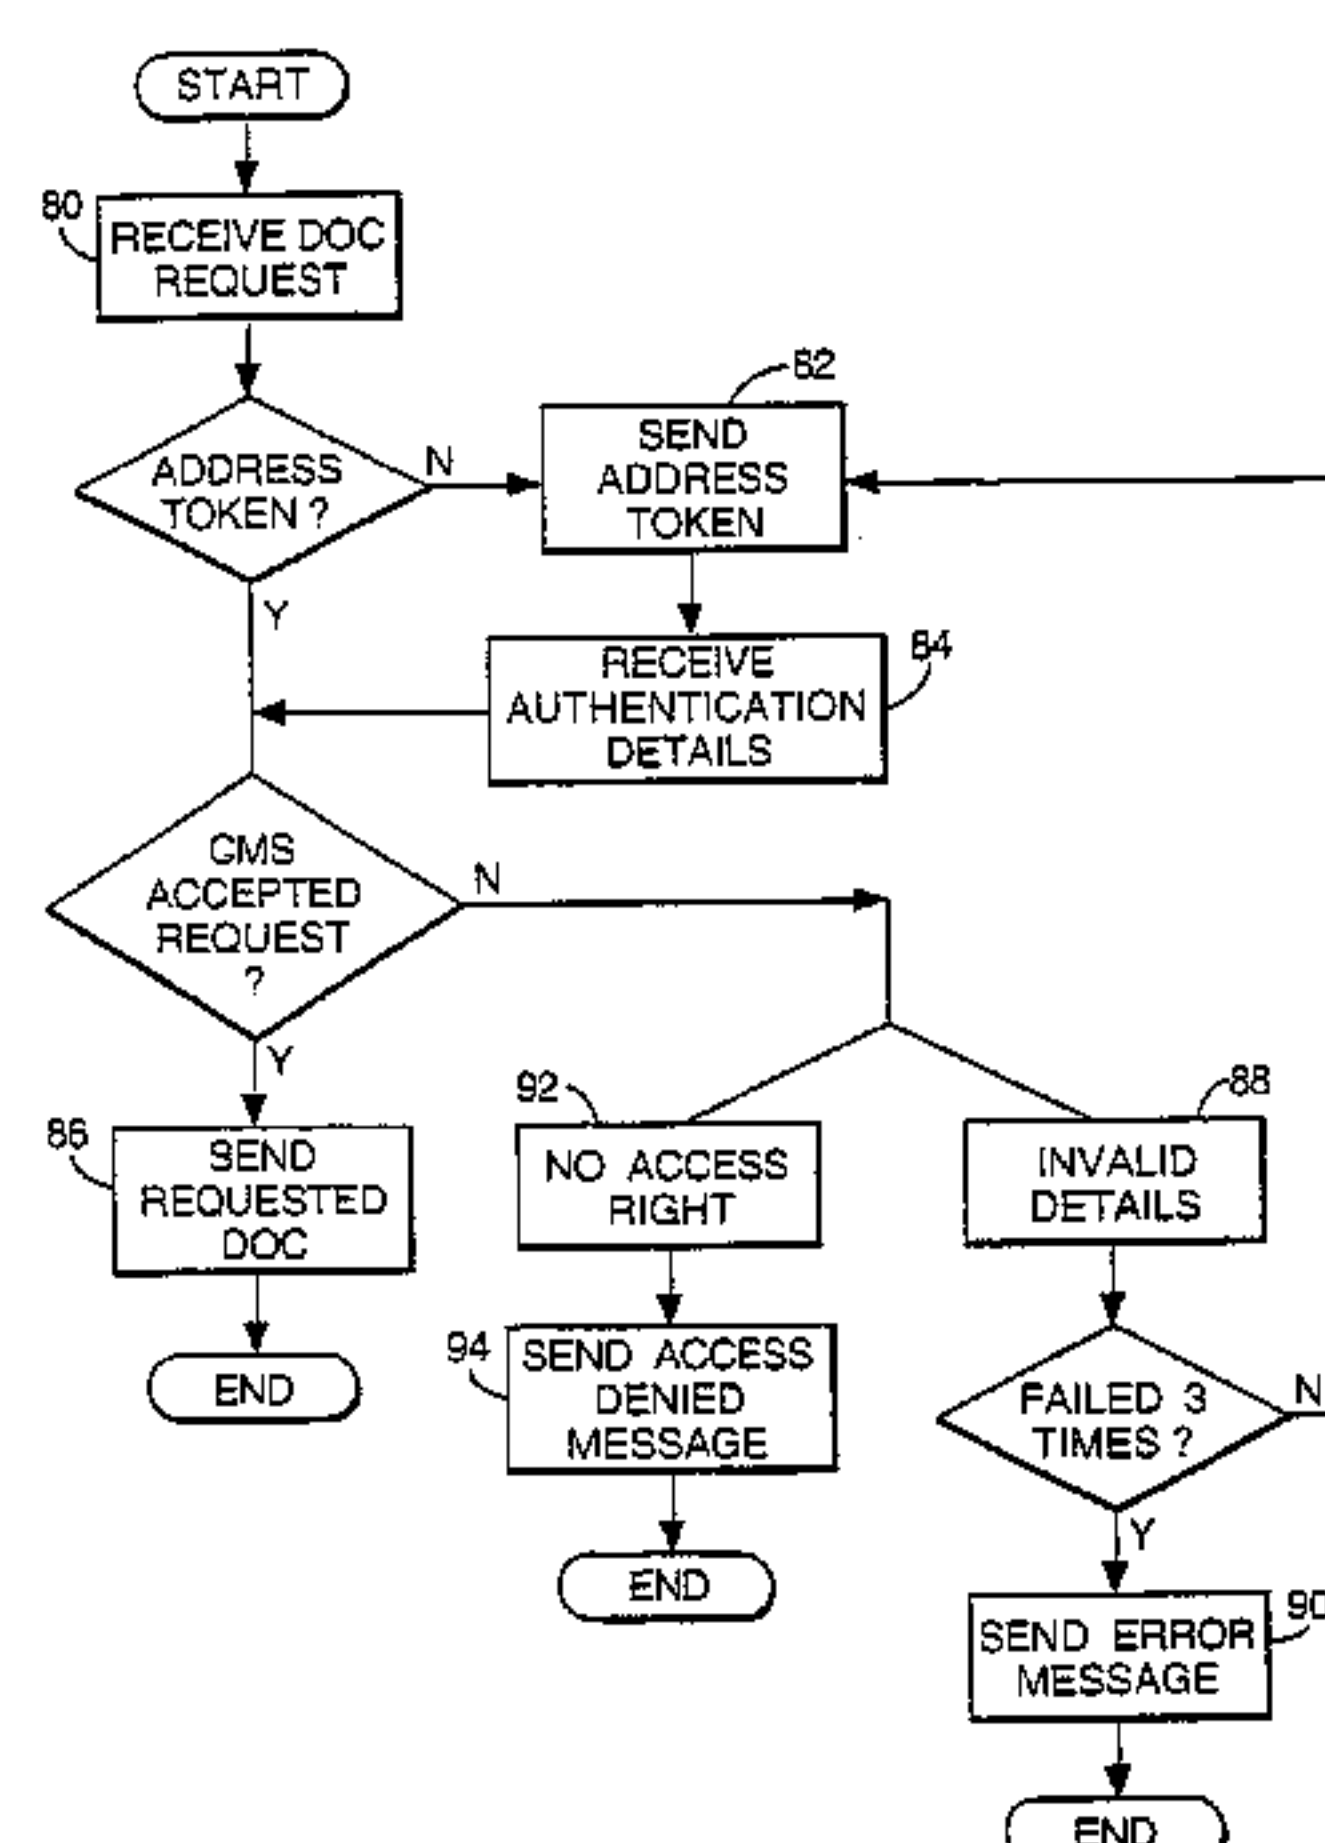 START
80
RECEIVE DOC
REQUEST
82
SEND
ADDRESS
TOKEN
ADDRESS
TOKEN ?
N
Y
84
RECEIVE
AUTHENTICATION
DETAILS
GMS
ACCEPTED
REQUEST
?
N
Y
86
SEND
REQUESTED
DOC
END
92
NO ACCESS
RIGHT
88
INVALID
DETAILS
94
SEND ACCESS
DENIED
MESSAGE
END
FAILED 3
TIMES ?
N
Y
90
SEND ERROR
MESSAGE
END